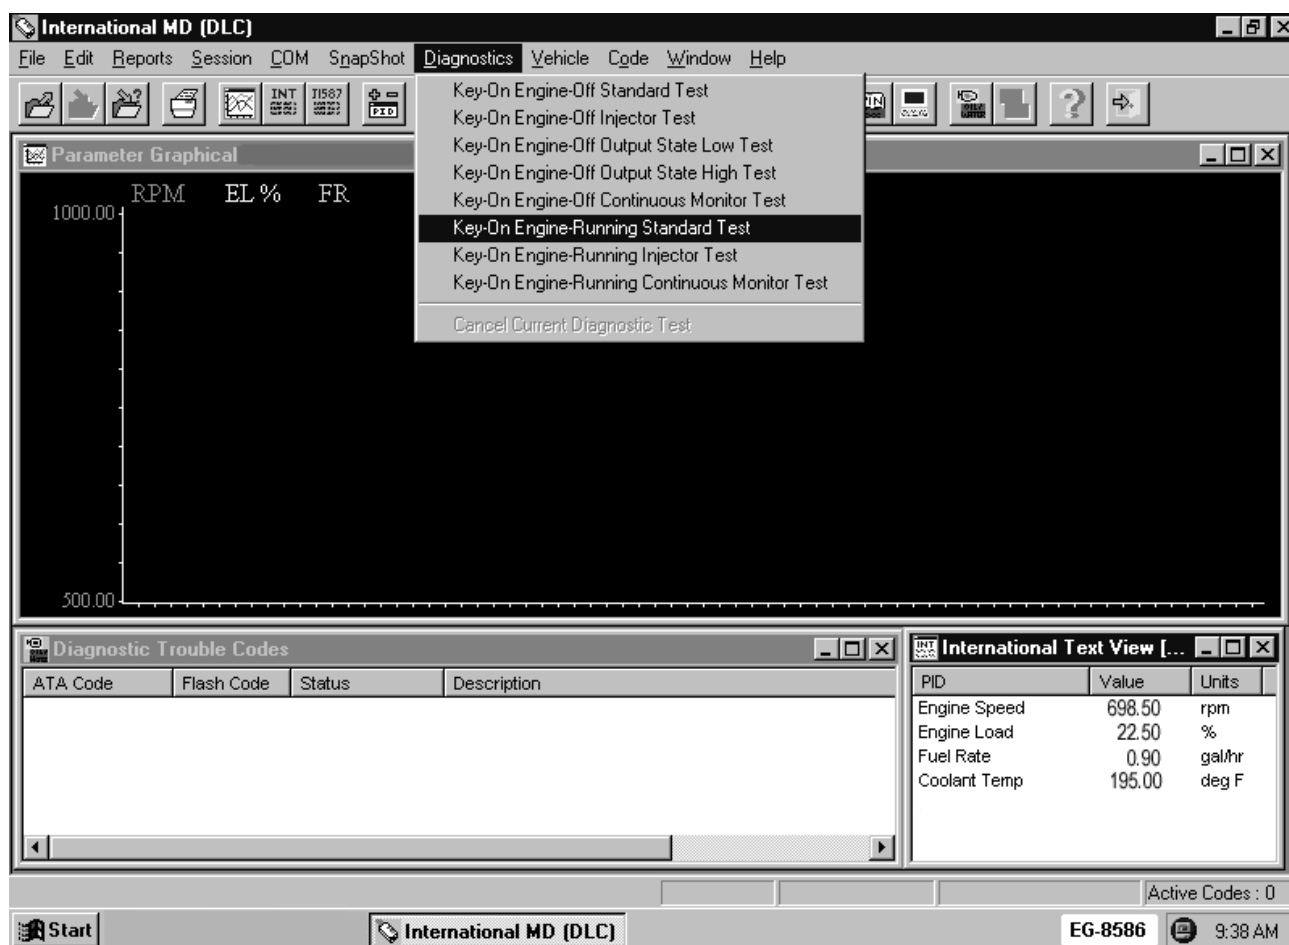 International MD (DLC)
File Edit Reports Session COM SnapShot Diagnostics Vehicle Code Window Help
INT I1587 PID
Key-On Engine-Off Standard Test
Key-On Engine-Off Injector Test
Key-On Engine-Off Output State Low Test
Key-On Engine-Off Output State High Test
Key-On Engine-Off Continuous Monitor Test
Key-On Engine-Running Standard Test
Key-On Engine-Running Injector Test
Key-On Engine-Running Continuous Monitor Test
Cancel Current Diagnostic Test
Parameter Graphical
RPM EL% FR
1000.00
500.00
Diagnostic Trouble Codes
ATA Code Flash Code Status Description
International Text View [...
PID Value Units
Engine Speed 698.50 rpm
Engine Load 22.50 %
Fuel Rate 0.90 gal/hr
Coolant Temp 195.00 deg F
Active Codes : 0
Start International MD (DLC) EG-8586 9:38 AM